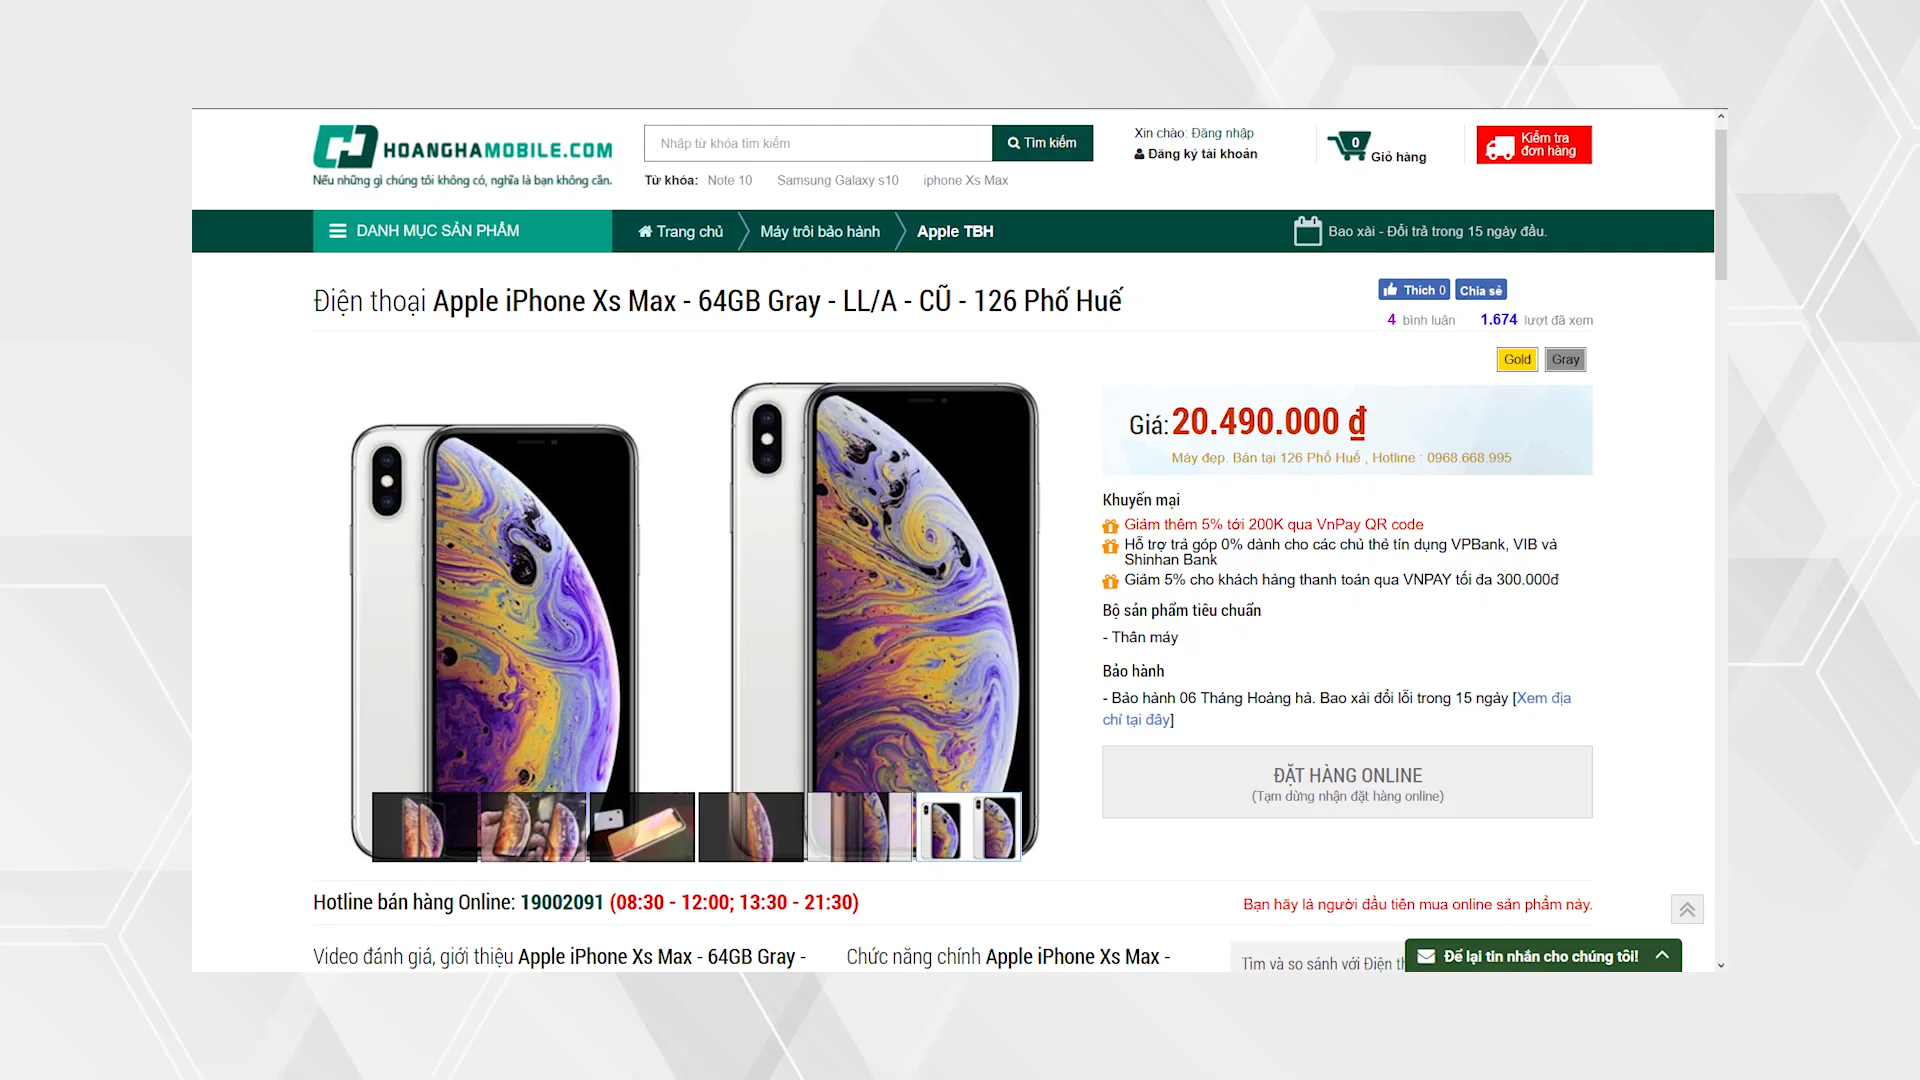 HOANGHAMOBILE.COM
Nếu những gì chúng tôi không có, nghĩa là bạn không cần.
Nhập từ khóa tìm kiếm
Tìm kiếm
Từ khóa: Note 10 Samsung Galaxy s10 iphone Xs Max
Xin chào: Đăng nhập
Đăng ký tài khoản
0
Giỏ hàng
Kiểm tra
đơn hàng
DANH MỤC SẢN PHẨM
Trang chủ
Máy trôi bảo hành
Apple TBH
Bao xài - Đổi trả trong 15 ngày đầu.
Điện thoại Apple iPhone Xs Max - 64GB Gray - LL/A - CŨ - 126 Phố Huế
Thích 0
Chia sẻ
4 bình luận 1.674 lượt đã xem
Gold Gray
Giá: 20.490.000 ₫
Máy đẹp. Bán tại 126 Phố Huế , Hotline : 0968.668.995
Khuyến mại
Giảm thêm 5% tới 200K qua VnPay QR code
Hỗ trợ trả góp 0% dành cho các chủ thẻ tín dụng VPBank, VIB và
Shinhan Bank
Giảm 5% cho khách hàng thanh toán qua VNPAY tối đa 300.000đ
Bộ sản phẩm tiêu chuẩn
- Thân máy
Bảo hành
- Bảo hành 06 Tháng Hoàng hà. Bao xài đổi lỗi trong 15 ngày [Xem địa
chỉ tại đây]
ĐẶT HÀNG ONLINE
(Tạm dừng nhận đặt hàng online)
Hotline bán hàng Online: 19002091 (08:30 - 12:00; 13:30 - 21:30)
Bạn hãy là người đầu tiên mua online sản phẩm này.
Video đánh giá, giới thiệu Apple iPhone Xs Max - 64GB Gray -
Chức năng chính Apple iPhone Xs Max -
Tìm và so sánh với Điện
Để lại tin nhắn cho chúng tôi!